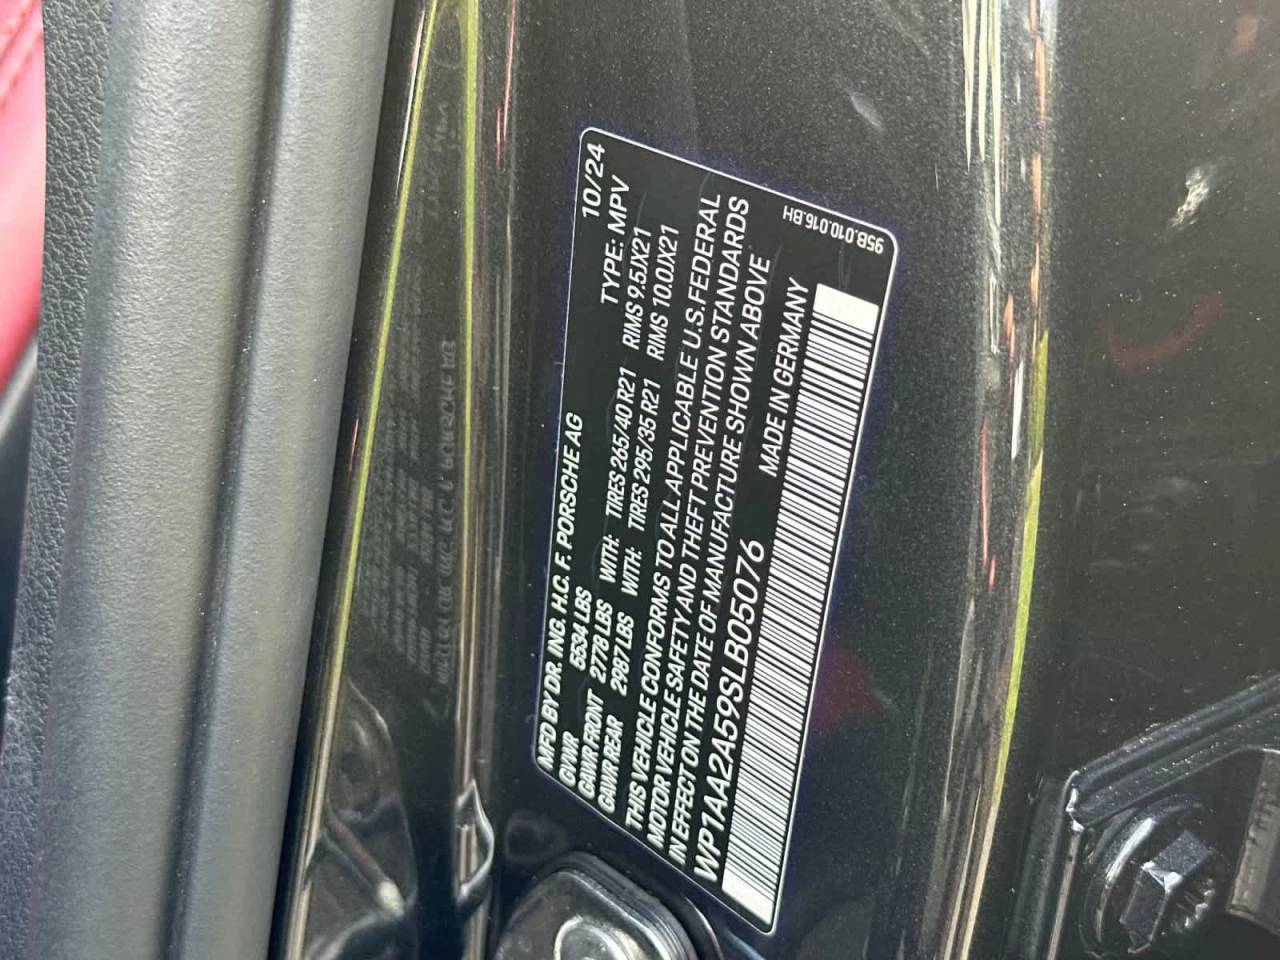 MFD BY DR. ING. H.C. F. PORSCHE AG 10/24
GVWR 5534 LBS TYPE: MPV
GAWR FRONT 2778 LBS WITH: TIRES 265/40 R21 RIMS 9.5JX21
GAWR REAR 2987 LBS WITH: TIRES 295/35 R21 RIMS 10.0JX21
THIS VEHICLE CONFORMS TO ALL APPLICABLE U.S. FEDERAL
MOTOR VEHICLE SAFETY AND THEFT PREVENTION STANDARDS
IN EFFECT ON THE DATE OF MANUFACTURE SHOWN ABOVE
WP1AA2A59SLB05076 MADE IN GERMANY
95B.010.016.BH